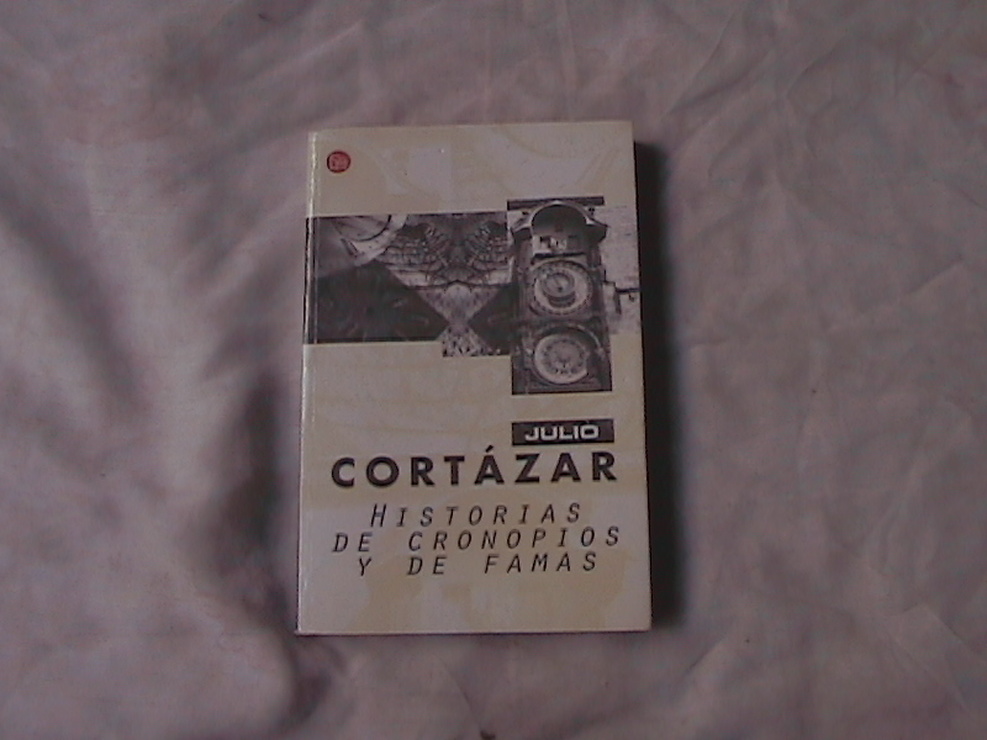 JULIO
CORTÁZAR
HISTORIAS
DE CRONOPIOS
Y DE FAMAS